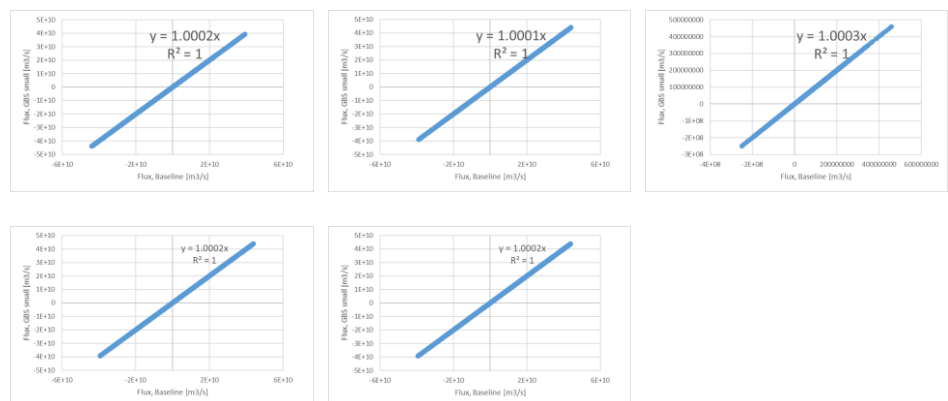 5E+10
4E+10
3E+10
2E+10
1E+10
0
-1E+10
-2E+10
-3E+10
-4E+10
-5E+10
-6E+10 -2E+10 2E+10 6E+10
Flux, GBS small [m3/s]
Flux, Baseline [m3/s]
y = 1.0002x
R² = 1
5E+10
4E+10
3E+10
2E+10
1E+10
0
-1E+10
-2E+10
-3E+10
-4E+10
-5E+10
-6E+10 -2E+10 2E+10 6E+10
Flux, GBS small [m3/s]
Flux, Baseline [m3/s]
y = 1.0001x
R² = 1
500000000
400000000
300000000
200000000
100000000
0
-1E+08
-2E+08
-3E+08
-4E+08 -2E+08 0 200000000 400000000 600000000
Flux, GBS small [m3/s]
Flux, Baseline [m3/s]
y = 1.0003x
R² = 1
5E+10
4E+10
3E+10
2E+10
1E+10
0
-1E+10
-2E+10
-3E+10
-4E+10
-5E+10
-6E+10 -2E+10 2E+10 6E+10
Flux, GBS small [m3/s]
Flux, Baseline [m3/s]
y = 1.0002x
R² = 1
5E+10
4E+10
3E+10
2E+10
1E+10
0
-1E+10
-2E+10
-3E+10
-4E+10
-5E+10
-6E+10 -2E+10 2E+10 6E+10
Flux, GBS small [m3/s]
Flux, Baseline [m3/s]
y = 1.0002x
R² = 1